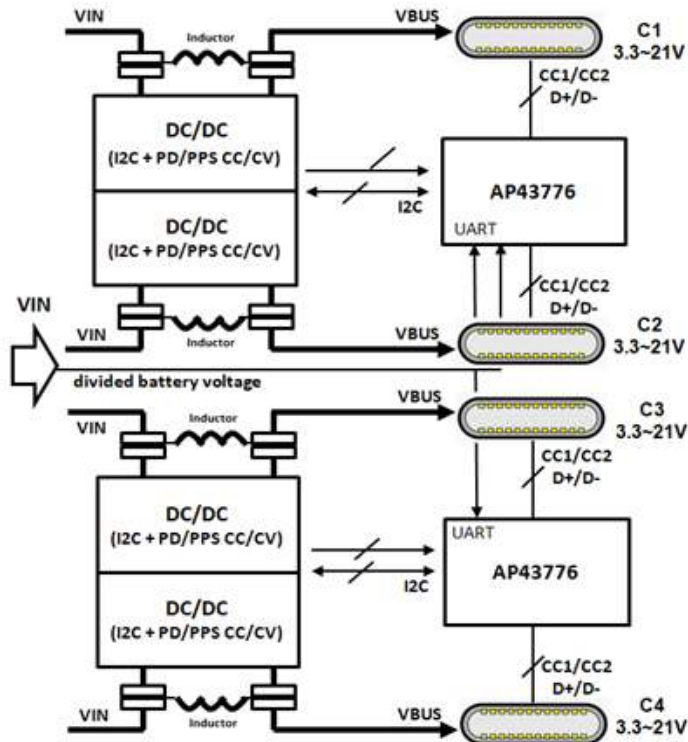 VIN
Inductor
VBUS
C1
3.3~21V
CC1/CC2
D+/D-
DC/DC
(I2C + PD/PPS CC/CV)
DC/DC
(I2C + PD/PPS CC/CV)
I2C
AP43776
UART
CC1/CC2
D+/D-
VIN
VIN
Inductor
VBUS
C2
3.3~21V
divided battery voltage
VIN
Inductor
VBUS
C3
3.3~21V
CC1/CC2
D+/D-
DC/DC
(I2C + PD/PPS CC/CV)
DC/DC
(I2C + PD/PPS CC/CV)
I2C
UART
AP43776
CC1/CC2
D+/D-
VIN
Inductor
VBUS
C4
3.3~21V